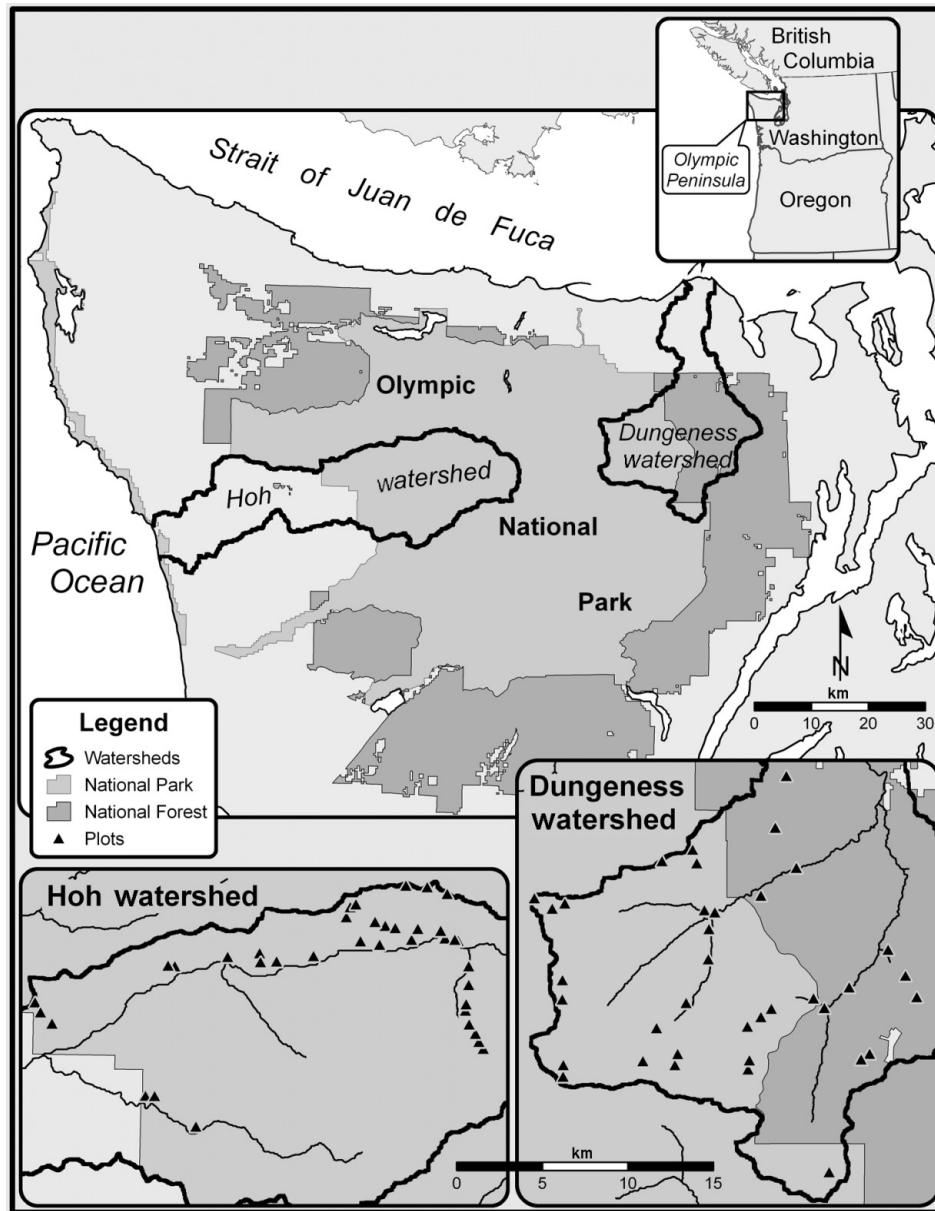 British
Columbia
Washington
Olympic
Peninsula
Oregon
Strait of Juan de Fuca
Olympic
Dungeness
watershed
Hoh watershed
National
Pacific
Ocean
Park
N
km
0 10 20 30
Legend
Watersheds
National Park
National Forest
Plots
Dungeness
watershed
Hoh watershed
km
0 5 10 15